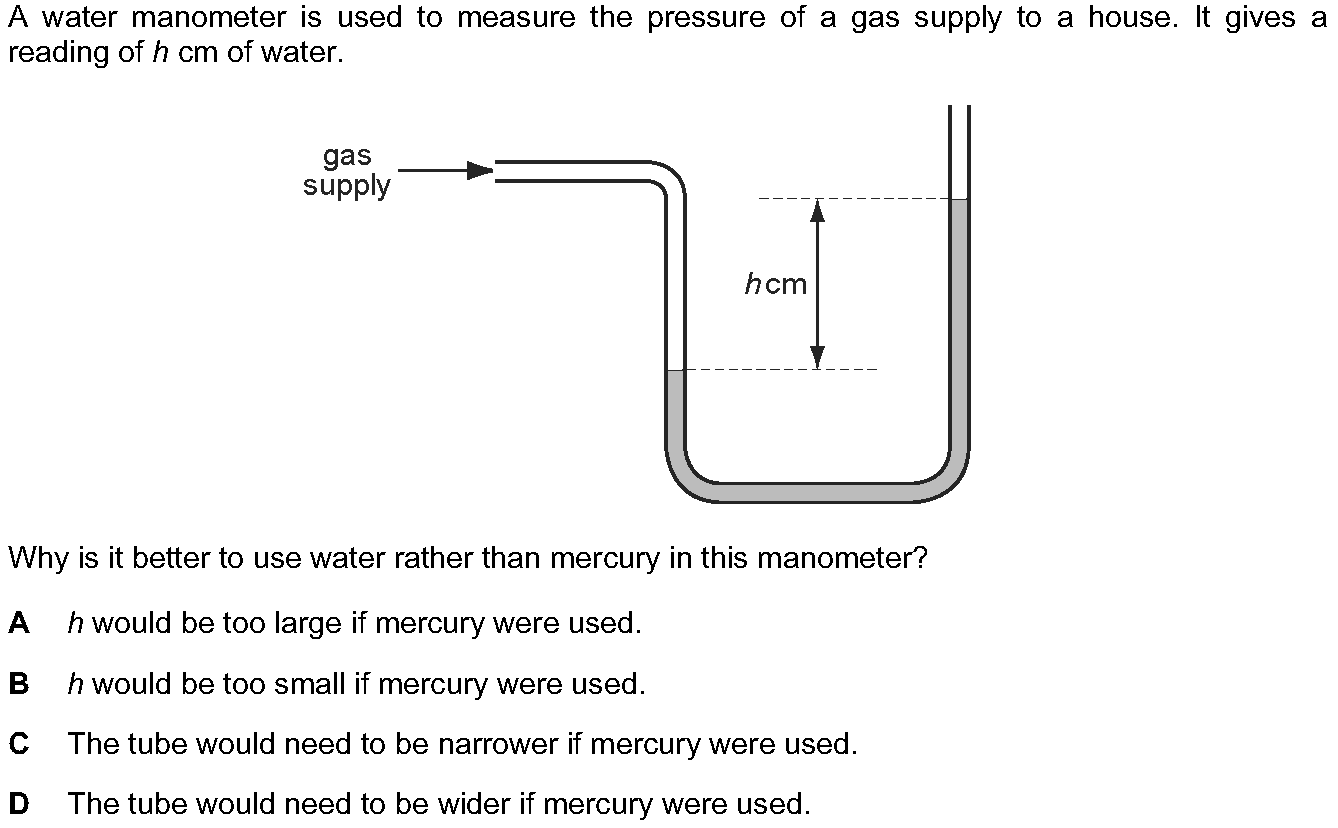 A water manometer is used to measure the pressure of a gas supply to a house. It gives a
reading of h cm of water.
gas
supply
h cm
Why is it better to use water rather than mercury in this manometer?
A h would be too large if mercury were used.
B h would be too small if mercury were used.
C The tube would need to be narrower if mercury were used.
D The tube would need to be wider if mercury were used.